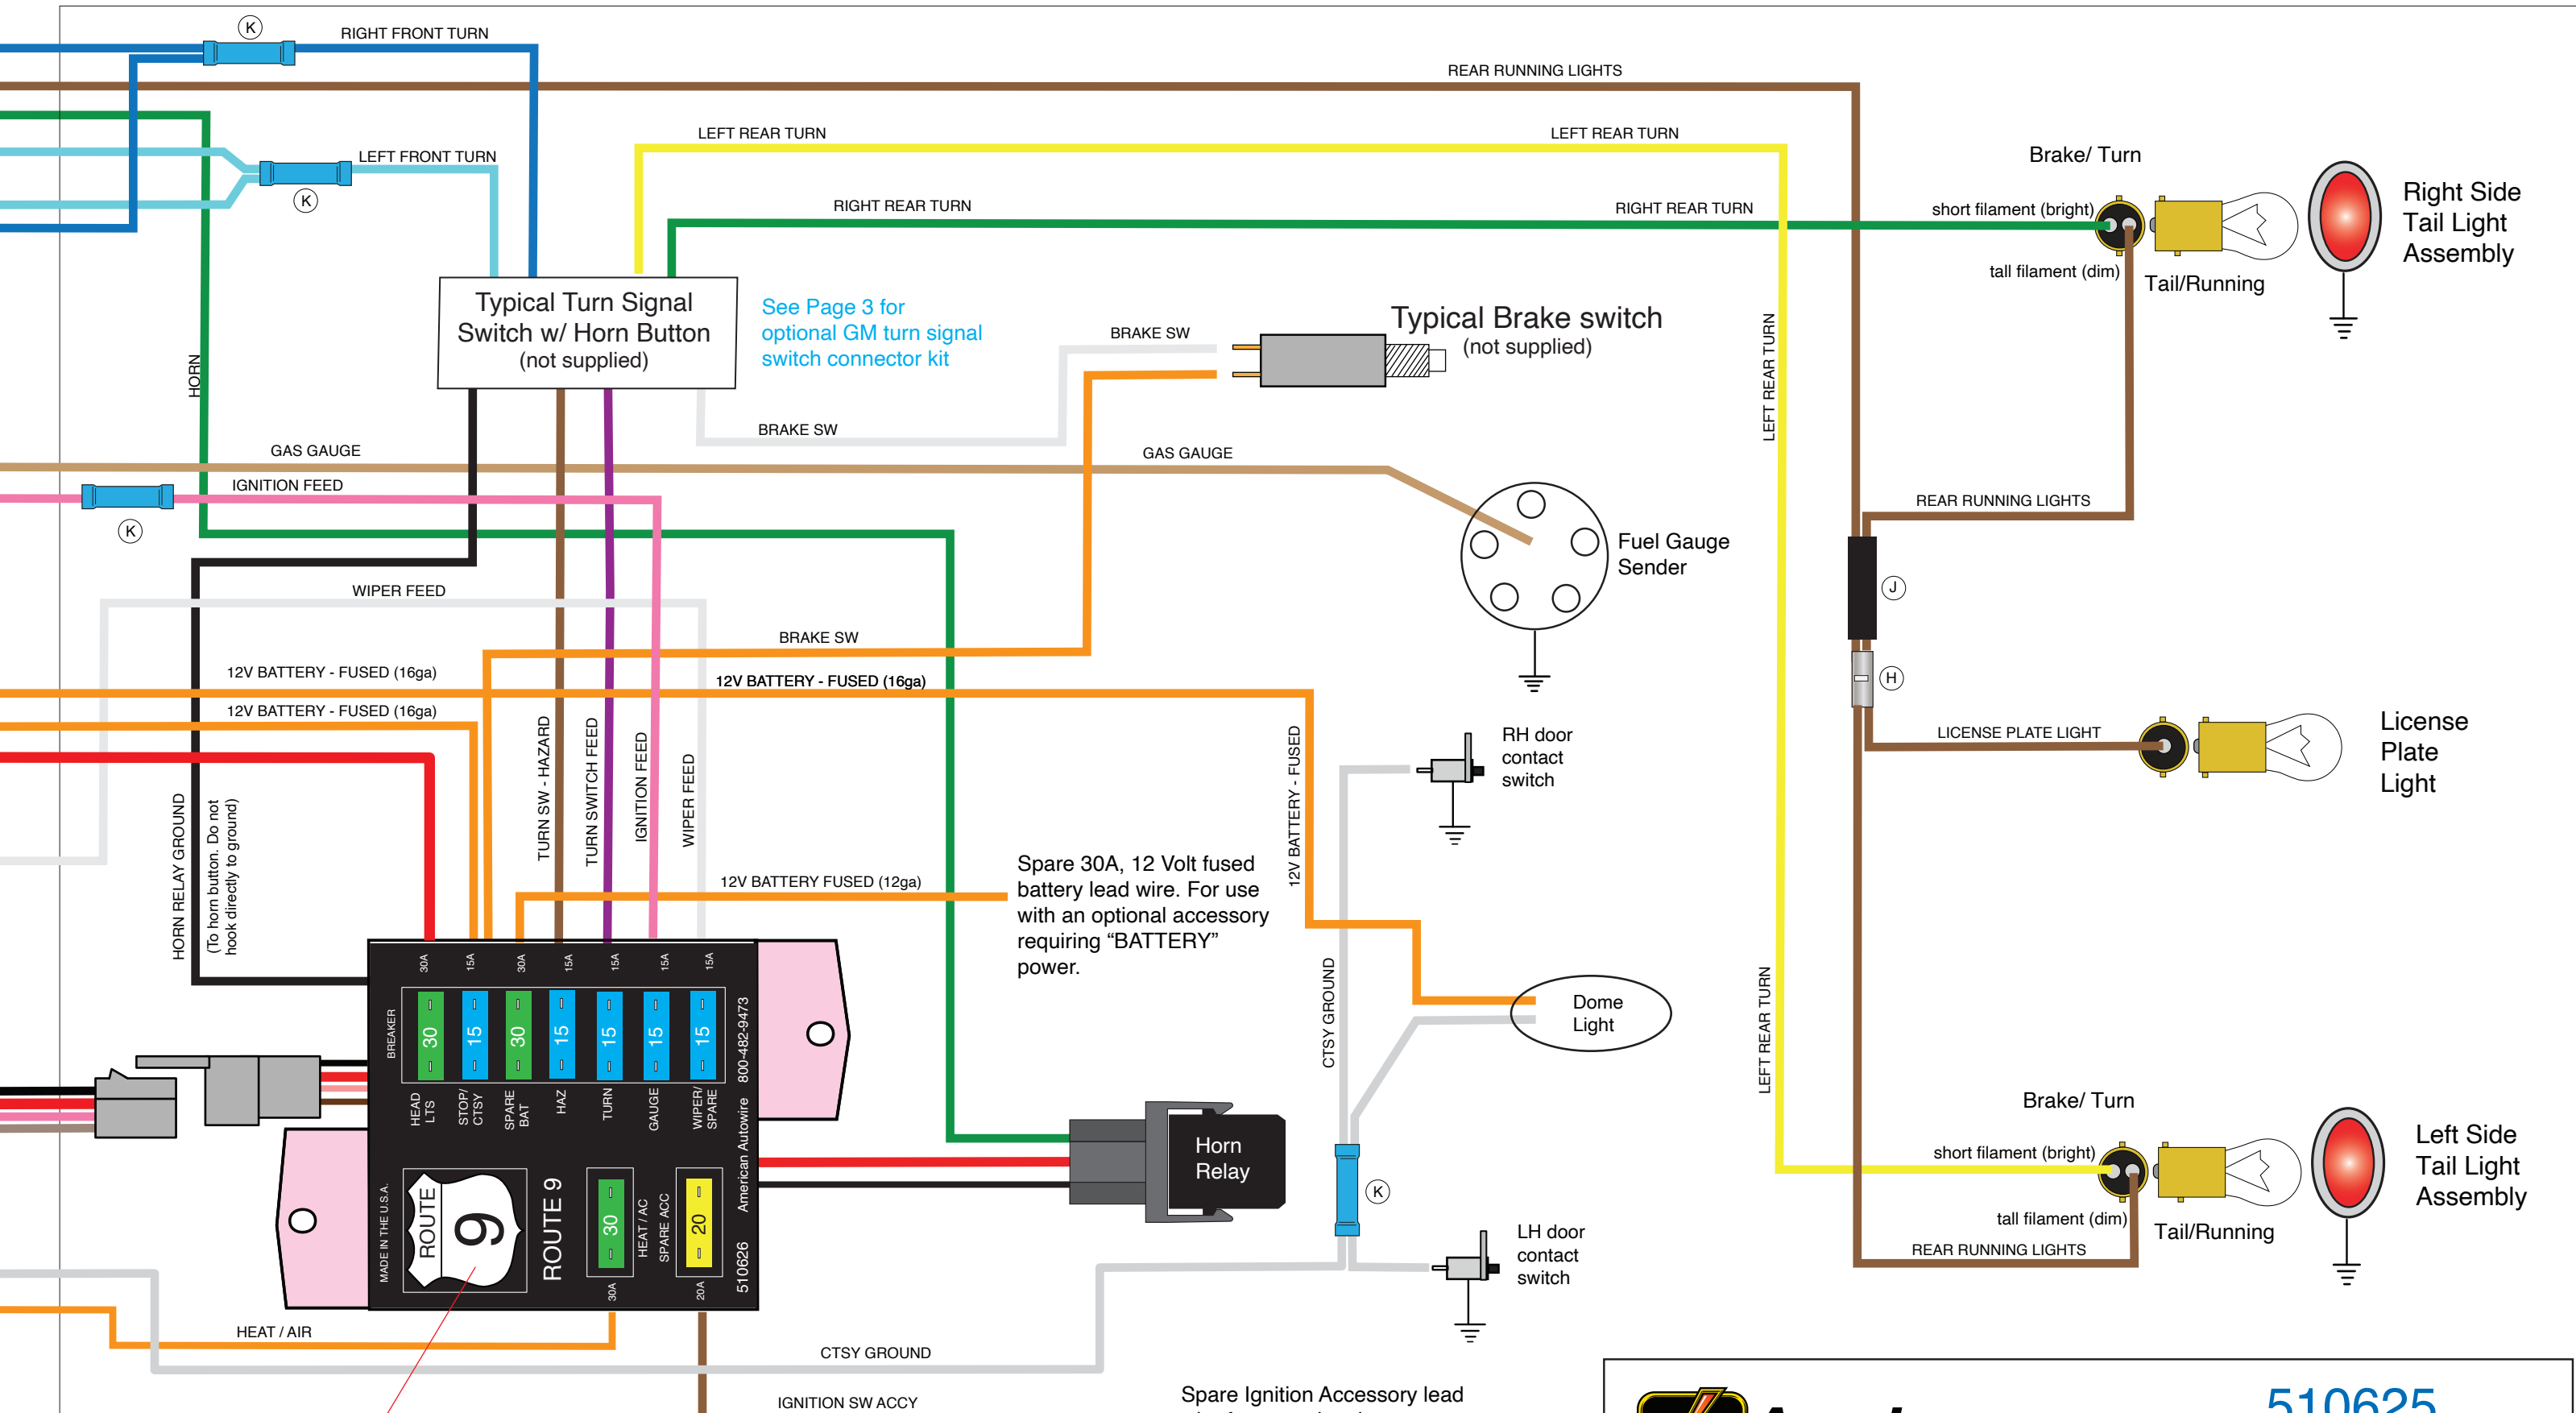 K
RIGHT FRONT TURN
REAR RUNNING LIGHTS
LEFT REAR TURN
LEFT REAR TURN
LEFT FRONT TURN
K
RIGHT REAR TURN
RIGHT REAR TURN
Brake/ Turn
short filament (bright)
tall filament (dim)
Tail/Running
Right Side
Tail Light
Assembly
Typical Turn Signal
Switch w/ Horn Button
(not supplied)
See Page 3 for
optional GM turn signal
switch connector kit
BRAKE SW
Typical Brake switch
(not supplied)
HORN
LEFT REAR TURN
BRAKE SW
GAS GAUGE
GAS GAUGE
IGNITION FEED
K
REAR RUNNING LIGHTS
Fuel Gauge
Sender
J
WIPER FEED
BRAKE SW
12V BATTERY - FUSED (16ga)
12V BATTERY - FUSED (16ga)
12V BATTERY - FUSED (16ga)
H
LICENSE PLATE LIGHT
License
Plate
Light
RH door
contact
switch
TURN SW - HAZARD
TURN SWITCH FEED
IGNITION FEED
WIPER FEED
12V BATTERY - FUSED
HORN RELAY GROUND
(To horn button. Do not
hook directly to ground)
12V BATTERY FUSED (12ga)
Spare 30A, 12 Volt fused
battery lead wire. For use
with an optional accessory
requiring “BATTERY”
power.
30A
15A
30A
15A
15A
15A
15A
BREAKER
30
15
30
15
15
15
15
HEAD
LTS
STOP/
CTSY
SPARE
BAT
HAZ
TURN
GAUGE
WIPER/
SPARE
510626 American Autowire 800-482-9473
MADE IN THE U.S.A.
ROUTE
9
ROUTE 9
30
HEAT / AC
SPARE ACC
20
30A
20A
CTSY GROUND
Dome
Light
LEFT REAR TURN
Horn
Relay
K
Brake/ Turn
short filament (bright)
tall filament (dim)
Tail/Running
REAR RUNNING LIGHTS
Left Side
Tail Light
Assembly
LH door
contact
switch
HEAT / AIR
CTSY GROUND
IGNITION SW ACCY
Spare Ignition Accessory lead
510625